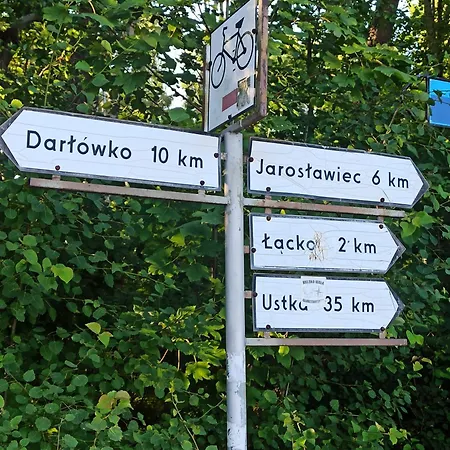 Darłówko 10 km
Jarosławiec 6 km
Łącko 2 km
Ustka 35 km